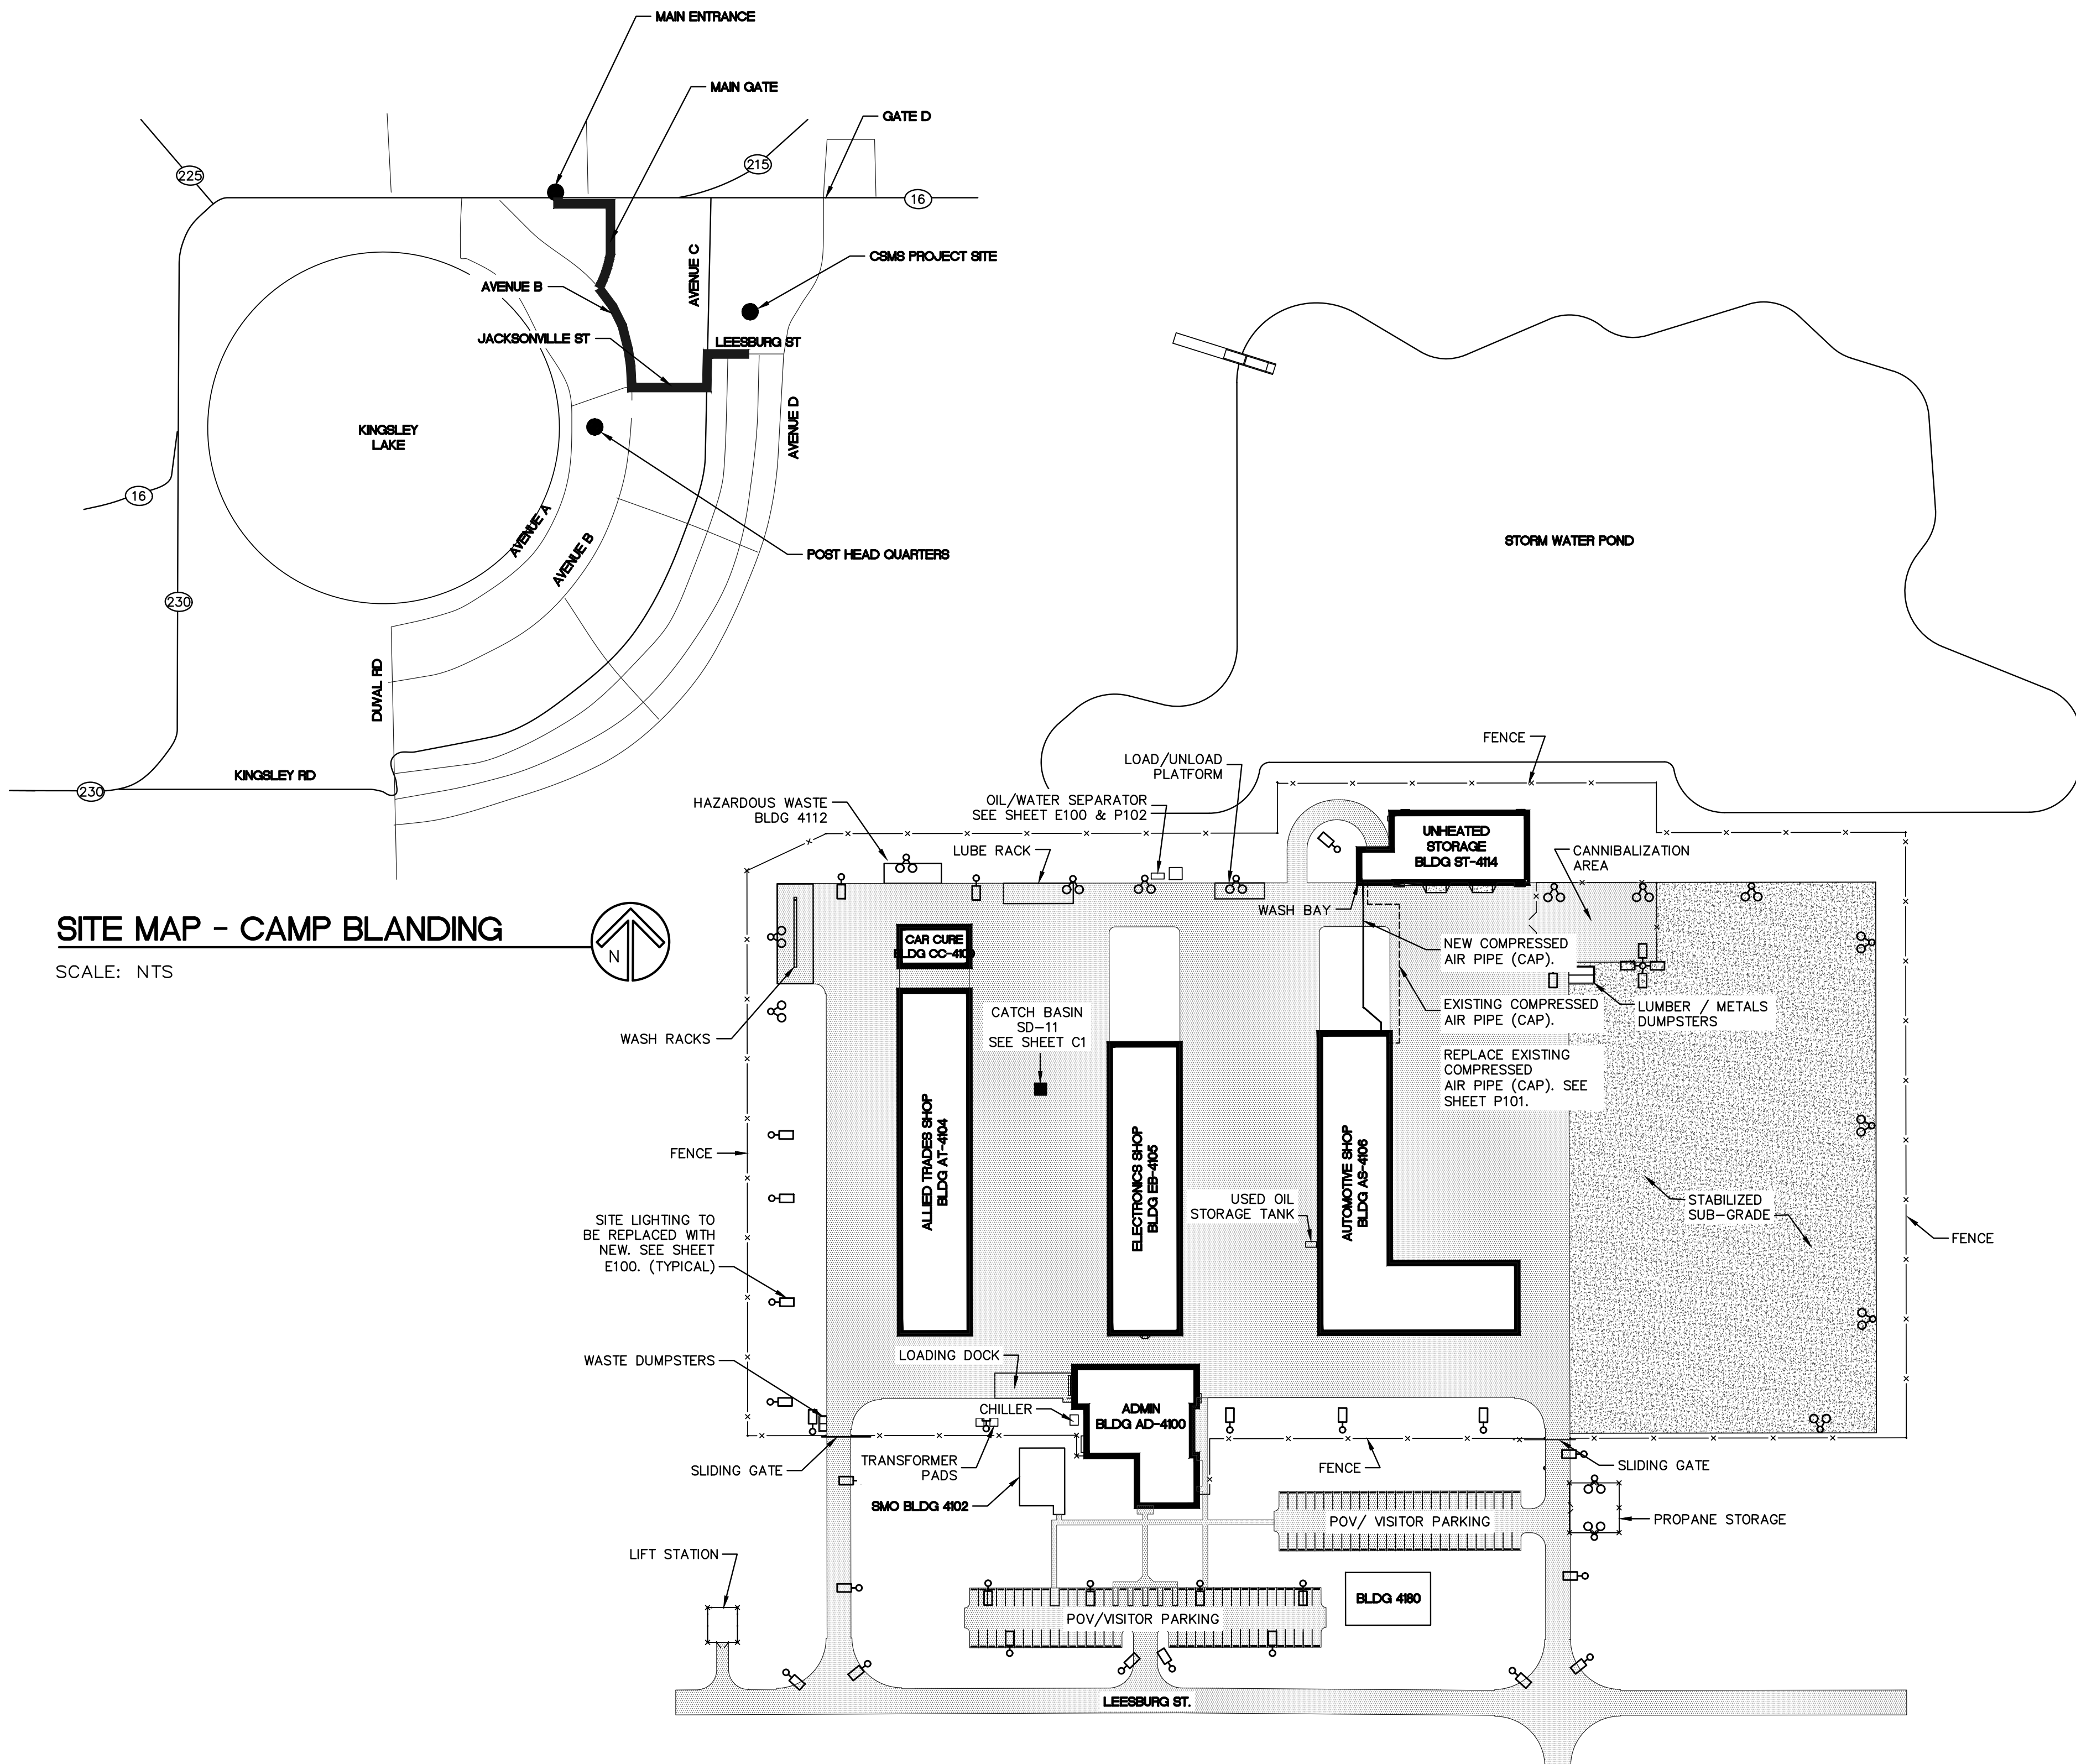 MAIN ENTRANCE
MAIN GATE
GATE D
225
215
16
CSMS PROJECT SITE
AVENUE C
AVENUE B
JACKSONVILLE ST
LEESBURG ST
KINGSLEY
LAKE
AVENUE D
16
AVENUE A
AVENUE B
POST HEAD QUARTERS
230
DUVAL RD
KINGSLEY RD
230
SITE MAP - CAMP BLANDING
N
SCALE: NTS
STORM WATER POND
FENCE
LOAD/UNLOAD
PLATFORM
OIL/WATER SEPARATOR
SEE SHEET E100 & P102
HAZARDOUS WASTE
BLDG 4112
LUBE RACK
UNHEATED
STORAGE
BLDG ST-4114
CANNIBALIZATION
AREA
WASH BAY
CAR CURE
BLDG CC-4109
NEW COMPRESSED
AIR PIPE (CAP).
EXISTING COMPRESSED
AIR PIPE (CAP).
LUMBER / METALS
DUMPSTERS
CATCH BASIN
SD-11
SEE SHEET C1
WASH RACKS
REPLACE EXISTING
COMPRESSED
AIR PIPE (CAP). SEE
SHEET P101.
ALLIED TRADES SHOP
BLDG AT-4104
ELECTRONICS SHOP
BLDG EB-4105
AUTOMOTIVE SHOP
BLDG AS-4106
FENCE
USED OIL
STORAGE TANK
STABILIZED
SUB-GRADE
FENCE
SITE LIGHTING TO
BE REPLACED WITH
NEW. SEE SHEET
E100. (TYPICAL)
WASTE DUMPSTERS
LOADING DOCK
CHILLER
ADMIN
BLDG AD-4100
SLIDING GATE
TRANSFORMER
PADS
FENCE
SLIDING GATE
SMO BLDG 4102
POV/ VISITOR PARKING
PROPANE STORAGE
LIFT STATION
BLDG 4180
POV/VISITOR PARKING
LEESBURG ST.